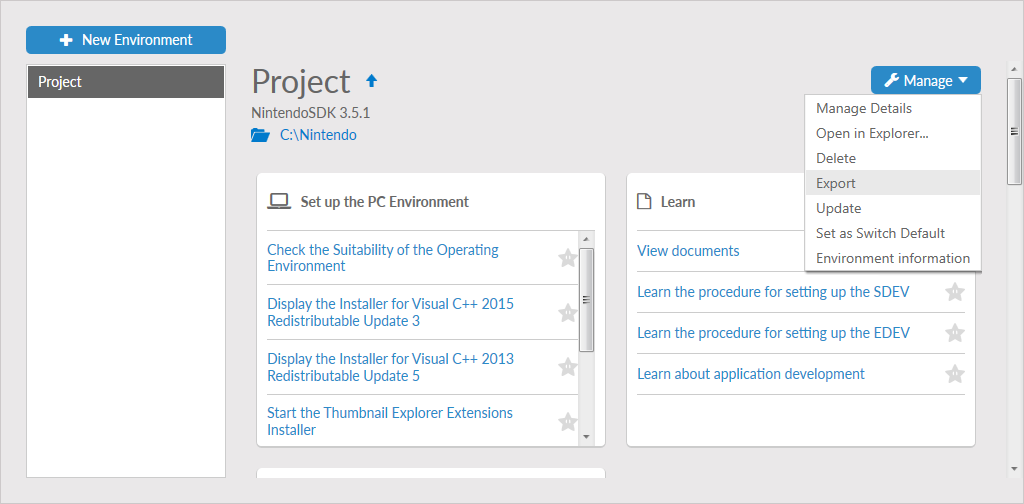 New Environment
Project
Project
NintendoSDK 3.5.1
C:\Nintendo
Manage
Manage Details
Open in Explorer...
Delete
Export
Update
Set as Switch Default
Environment information
Set up the PC Environment
Check the Suitability of the Operating
Environment
Display the Installer for Visual C++ 2015
Redistributable Update 3
Display the Installer for Visual C++ 2013
Redistributable Update 5
Start the Thumbnail Explorer Extensions
Installer
Learn
View documents
Learn the procedure for setting up the SDEV
Learn the procedure for setting up the EDEV
Learn about application development